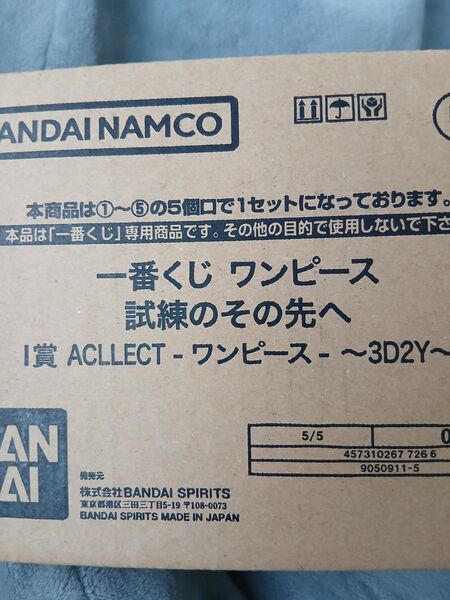 ANDAI NAMCO
本商品は①〜⑤の5個口で1セットになっております。
本品は「一番くじ」専用商品です。その他の目的で使用しないで下さ
一番くじ ワンピース
試練のその先へ
I賞 ACLLECT - ワンピース - 〜3D2Y〜
AN
AI
発売元
株式会社BANDAI SPIRITS
東京都港区三田三丁目5-19 〒108-0073
BANDAI SPIRITS MADE IN JAPAN
5/5
0
457310267 726 6
9050911-5